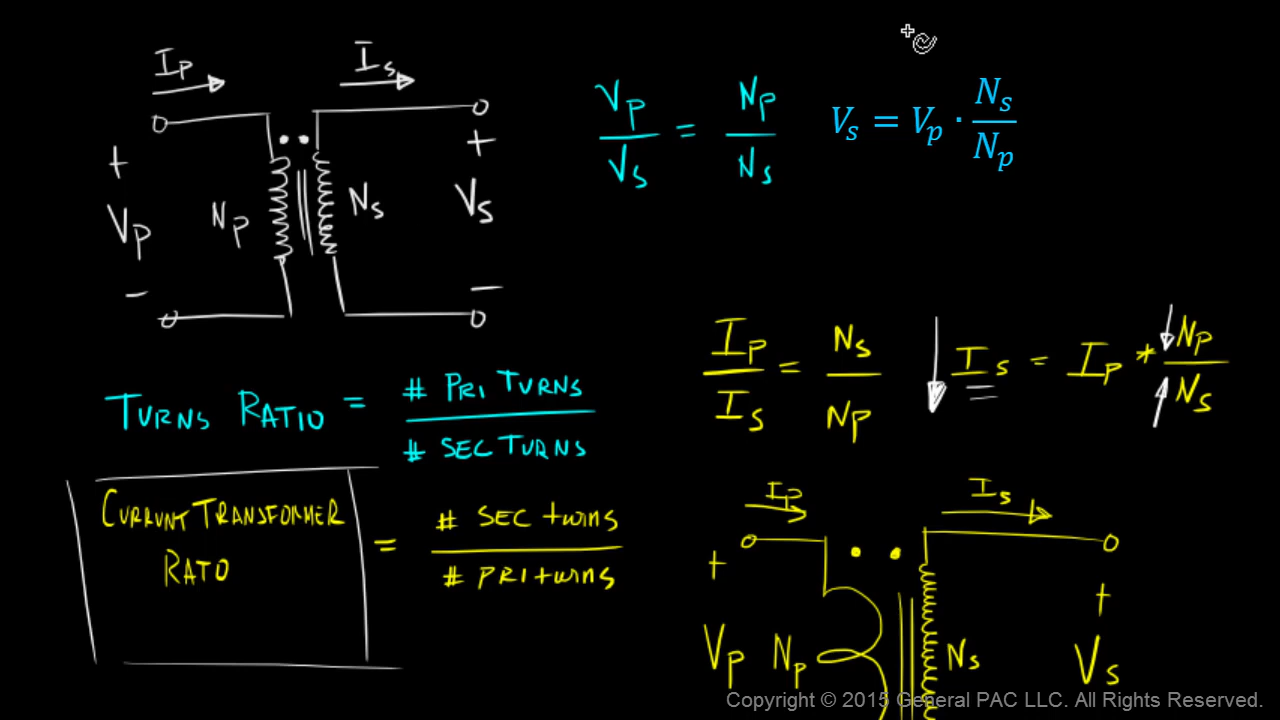 Ip
Is
+
Vp
-
Np
Ns
+
Vs
-
Vp/Vs = Np/Ns
Vs = Vp · Ns/Np
TURNS RATIO = # PRI TURNS / # SEC TURNS
Ip/Is = Ns/Np
Is = Ip * Np/Ns
CURRUNT TRANSFORMER
RATO
= # SEC turns / # PRI turns
Ip
Is
+
Vp
Np
Ns
+
Vs
Copyright © 2015 General PAC LLC. All Rights Reserved.